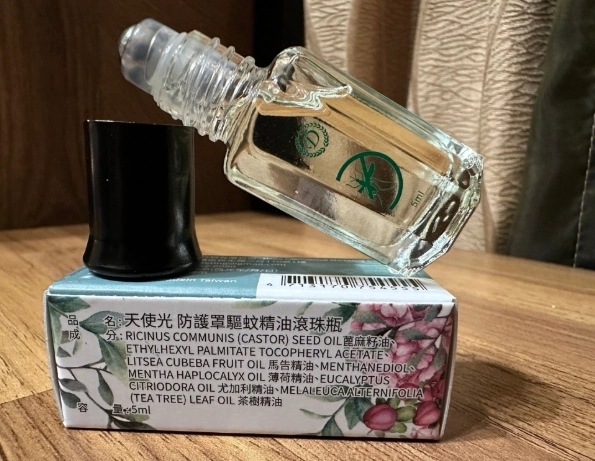 5ml
品 名:天使光 防護罩驅蚊精油滾珠瓶
成 分:RICINUS COMMUNIS (CASTOR) SEED OIL蓖麻籽油、
ETHYLHEXYL PALMITATE TOCOPHERYL ACETATE、
LITSEA CUBEBA FRUIT OIL 馬告精油、MENTHANEDIOL、
MENTHA HAPLOCALYX OIL 薄荷精油、EUCALYPTUS
CITRIODORA OIL 尤加利精油、MELALEUCA ALTERNIFOLIA
(TEA TREE) LEAF OIL 茶樹精油
容 量:5ml